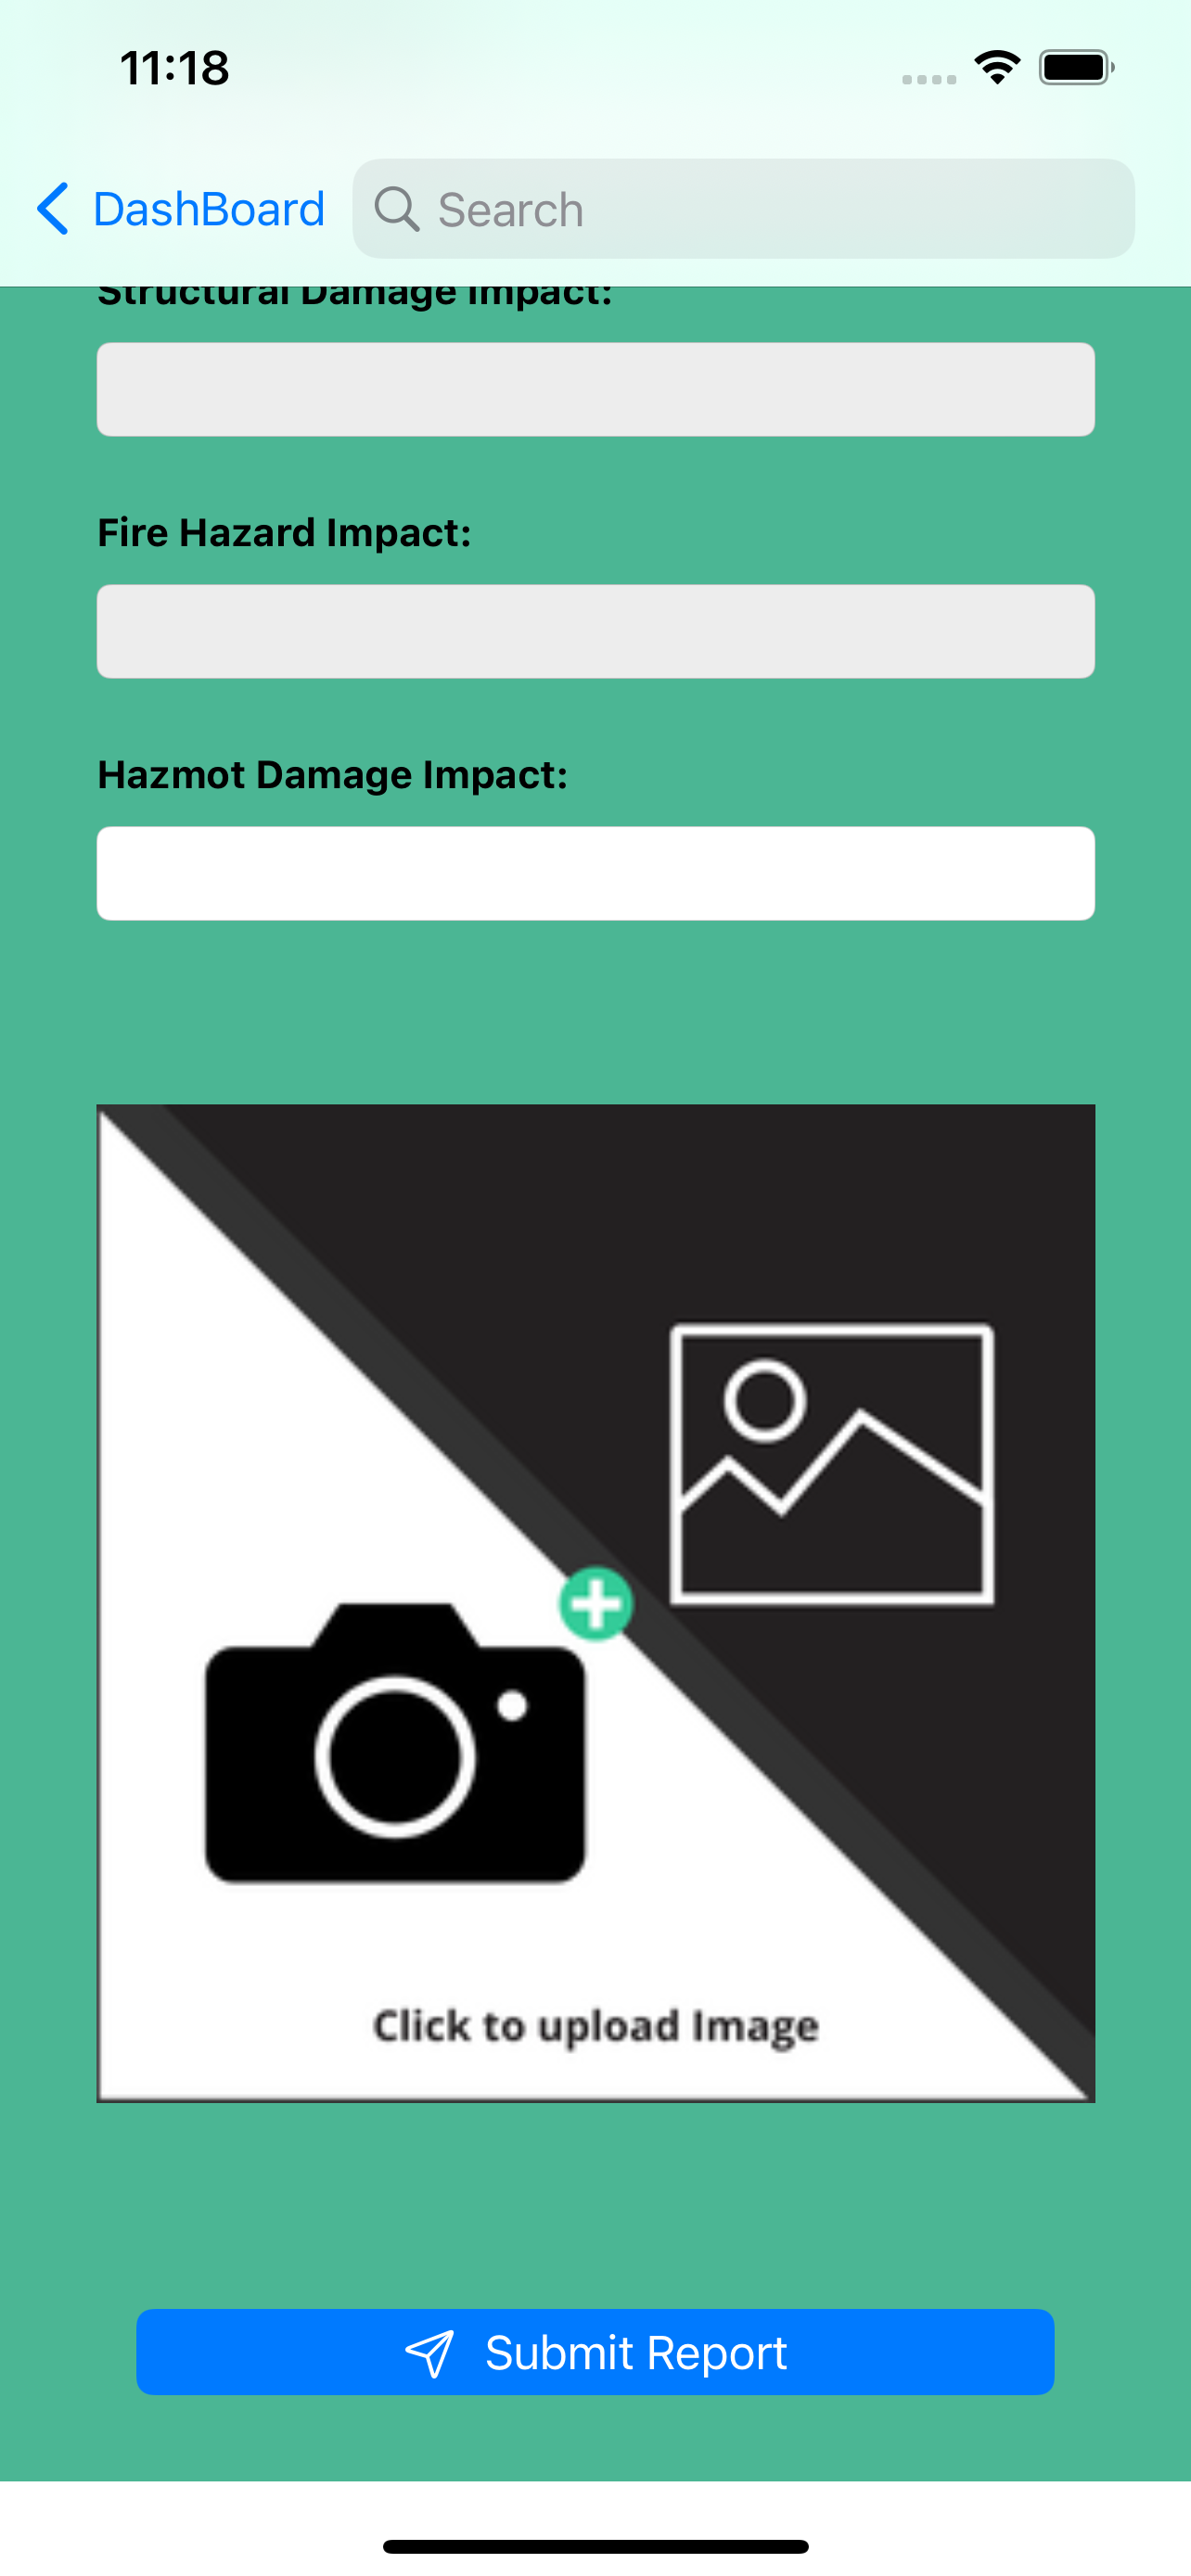 11:18
DashBoard
Search
Structural Damage Impact:
Fire Hazard Impact:
Hazmot Damage Impact:
Click to upload Image
Submit Report